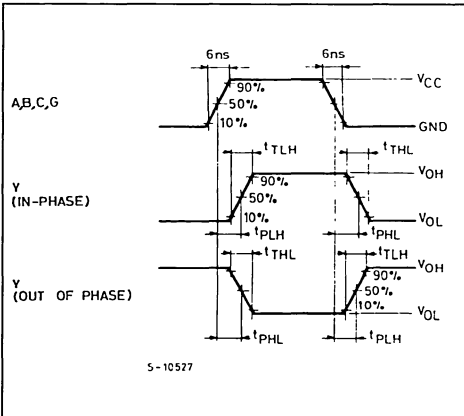 6ns 6ns
90% VCC
A,B,C,G 50%
10% GND
tTLH tTHL
90% VOH
Y 50%
(IN-PHASE) 10% VOL
tPLH tPHL
tTHL tTLH
VOH
90%
Y 50%
(OUT OF PHASE) 10%
VOL
tPHL tPLH
S-10527